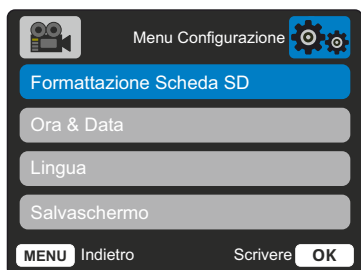 Menu Configurazione
Formattazione Scheda SD
Ora & Data
Lingua
Salvaschermo
MENU Indietro Scrivere OK